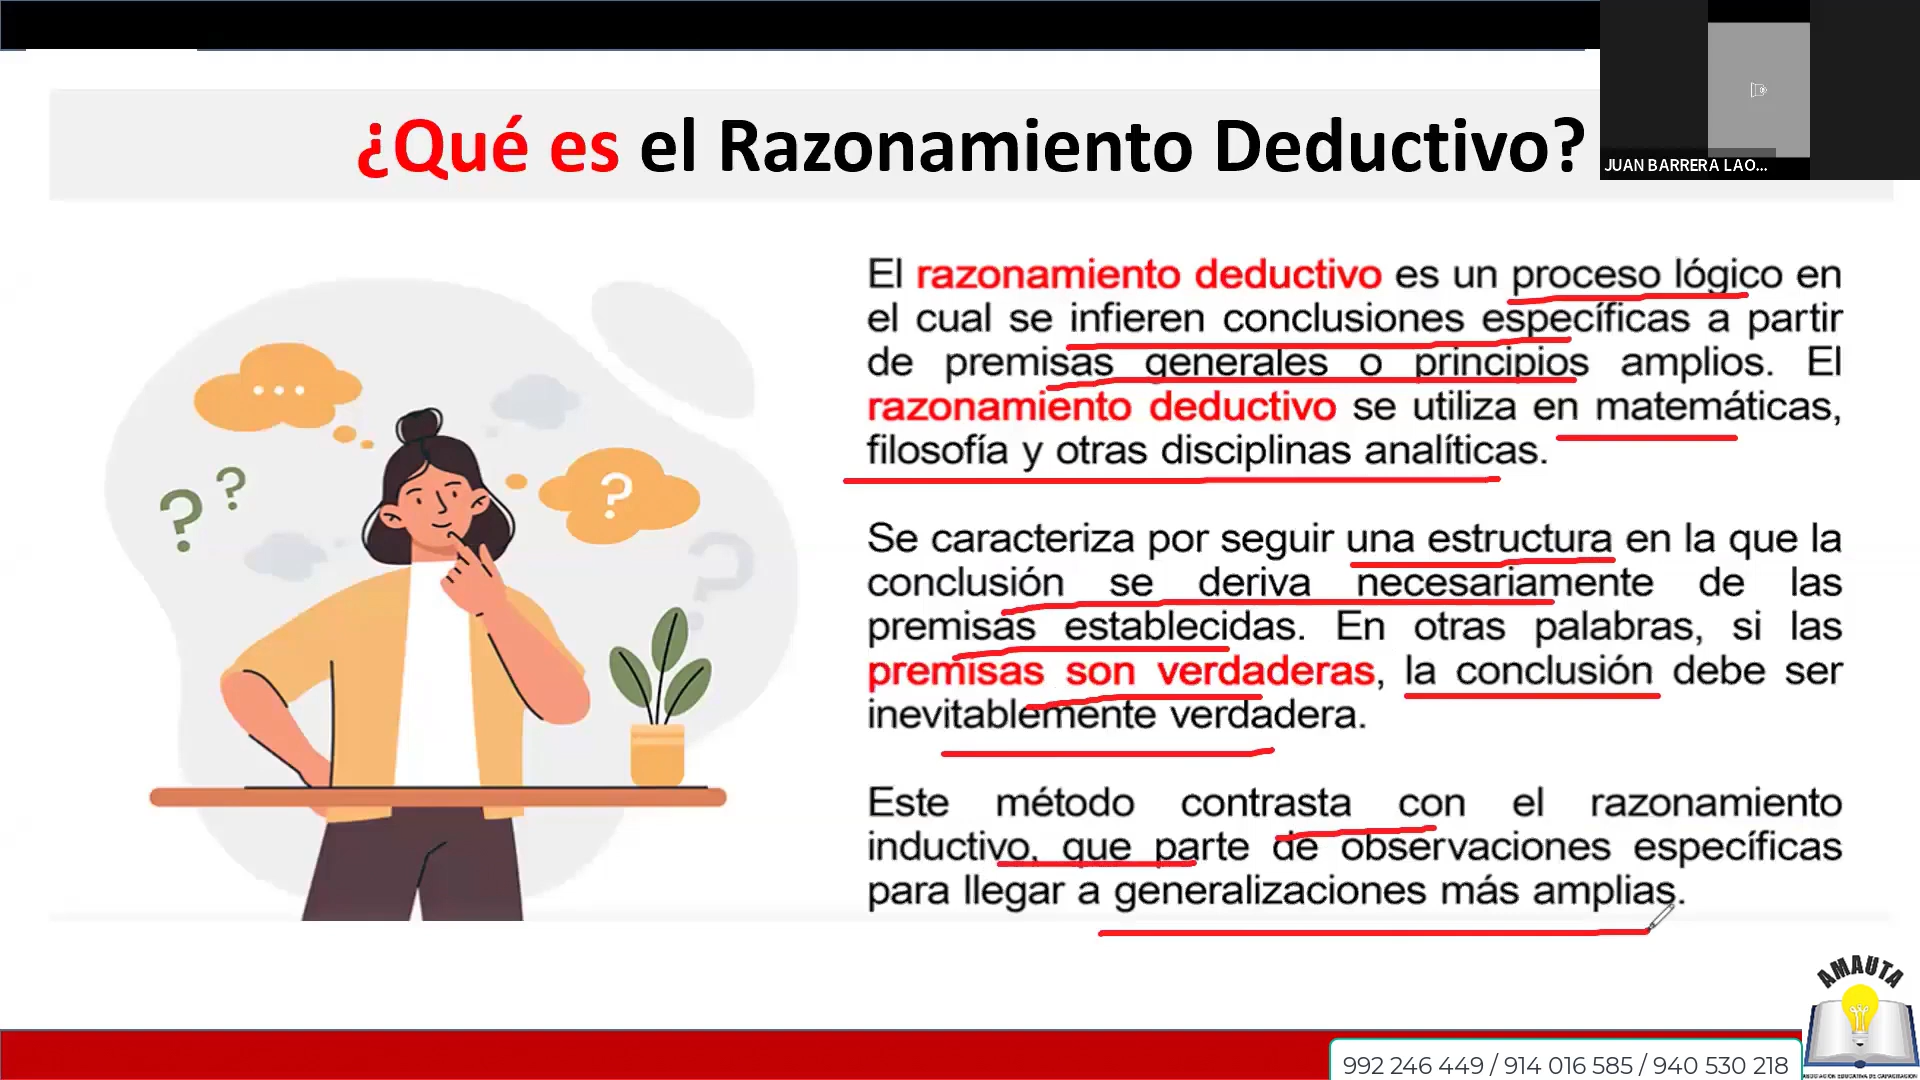 ¿Qué es el Razonamiento Deductivo?
JUAN BARRERA LAO...
El razonamiento deductivo es un proceso lógico en
el cual se infieren conclusiones específicas a partir
de premisas generales o principios amplios. El
razonamiento deductivo se utiliza en matemáticas,
filosofía y otras disciplinas analíticas.
Se caracteriza por seguir una estructura en la que la
conclusión se deriva necesariamente de las
premisas establecidas. En otras palabras, si las
premisas son verdaderas, la conclusión debe ser
inevitablemente verdadera.
Este método contrasta con el razonamiento
inductivo, que parte de observaciones específicas
para llegar a generalizaciones más amplias.
? ?
?
?
AMAUTA
ASOCIACION EDUCATIVA DE CAPACITACION
992 246 449 / 914 016 585 / 940 530 218